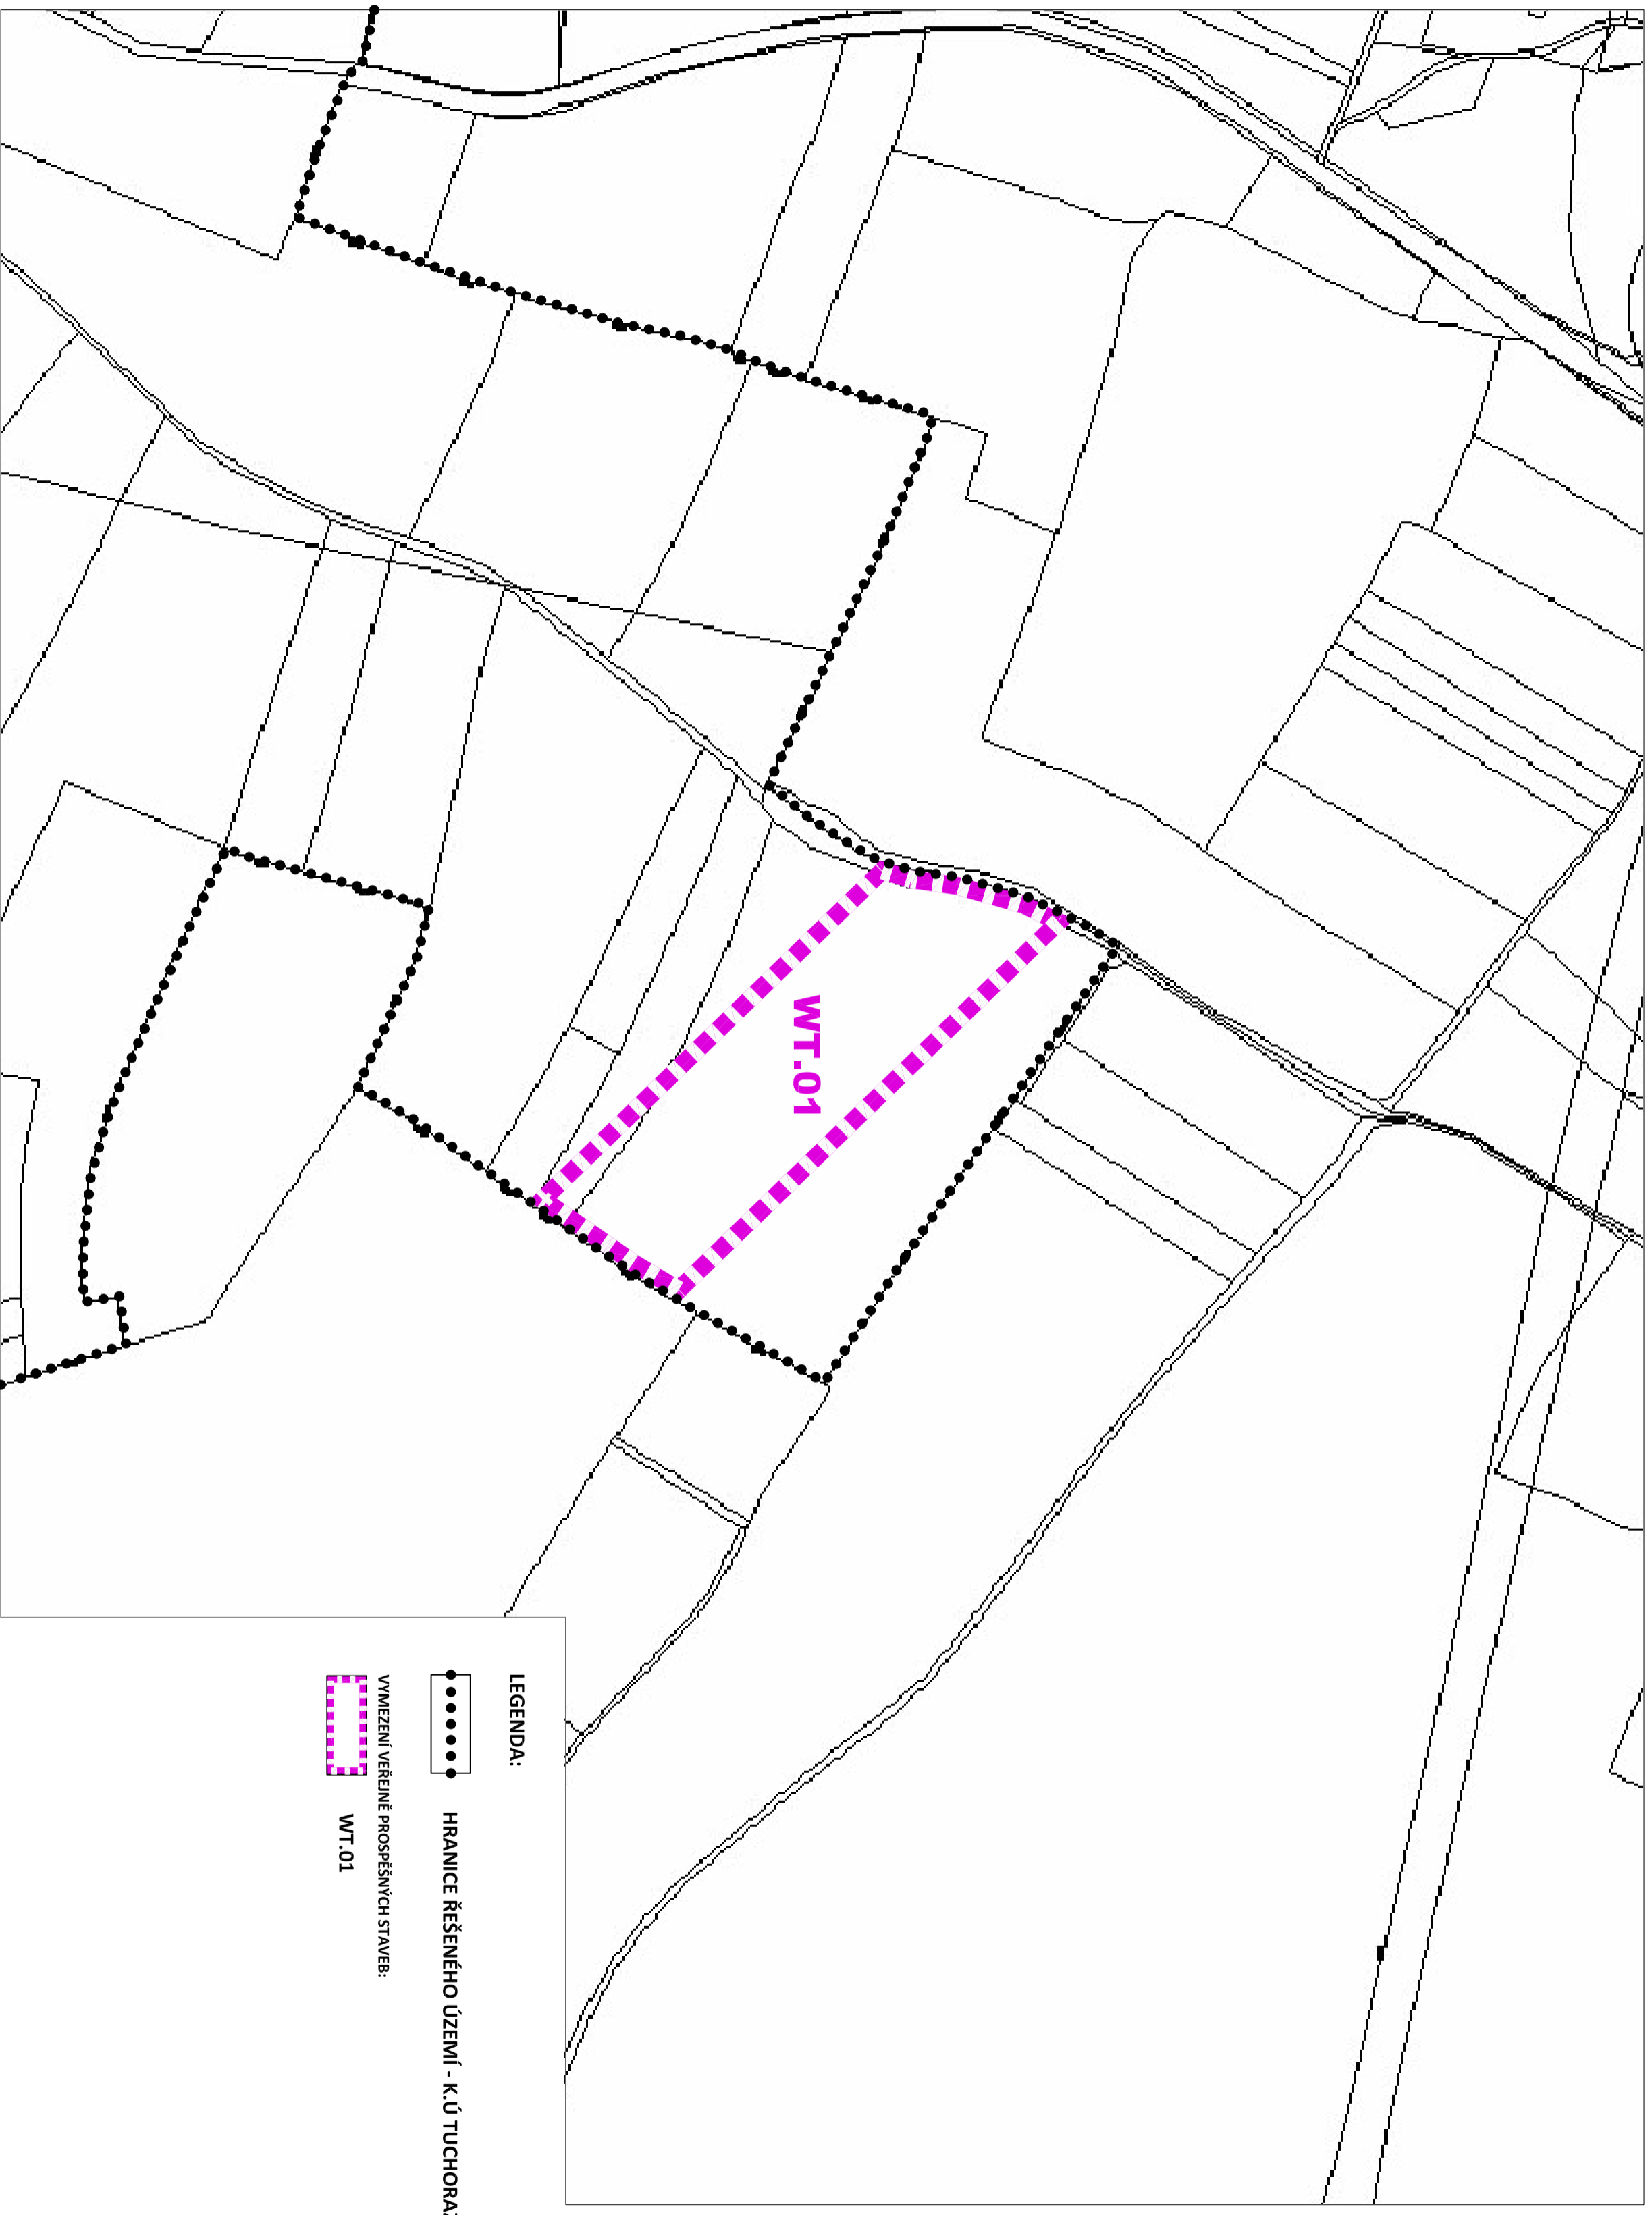 WT.01
LEGENDA:
HRANICE ŘEŠENÉHO ÚZEMÍ - K.Ú TUCHORAZ
VYMEZENÍ VEŘEJNĚ PROSPĚŠNÝCH STAVEB:
WT.01